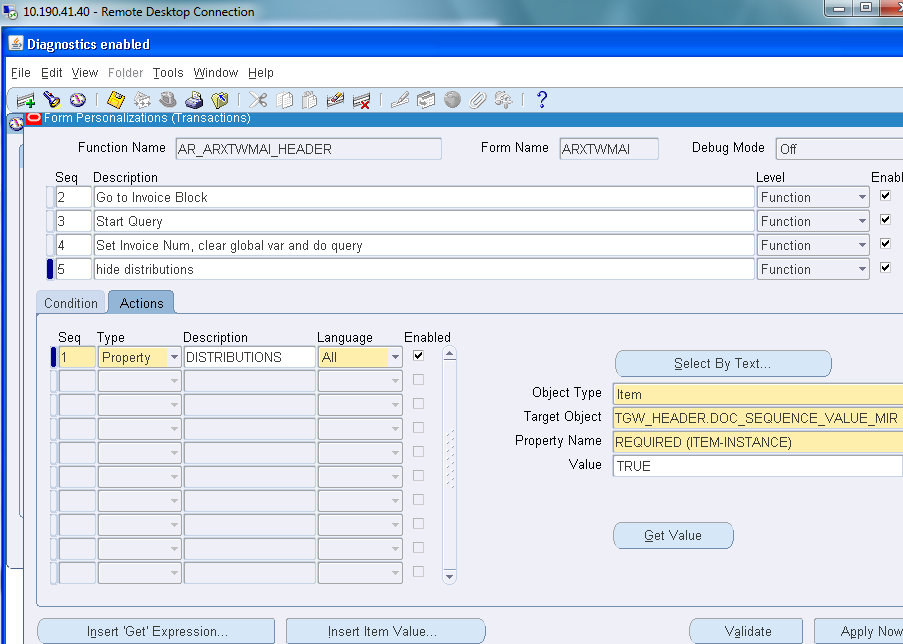 10.190.41.40 - Remote Desktop Connection
Diagnostics enabled
File Edit View Folder Tools Window Help
Form Personalizations (Transactions)
Function Name AR_ARXTWMAI_HEADER Form Name ARXTWMAI Debug Mode Off
Seq Description Level Enabl
2 Go to Invoice Block Function
3 Start Query Function
4 Set Invoice Num, clear global var and do query Function
5 hide distributions Function
Condition Actions
Seq Type Description Language Enabled
1 Property DISTRIBUTIONS All
Select By Text...
Object Type Item
Target Object TGW_HEADER.DOC_SEQUENCE_VALUE_MIR
Property Name REQUIRED (ITEM-INSTANCE)
Value TRUE
Get Value
Insert 'Get' Expression... Insert Item Value... Validate Apply Now